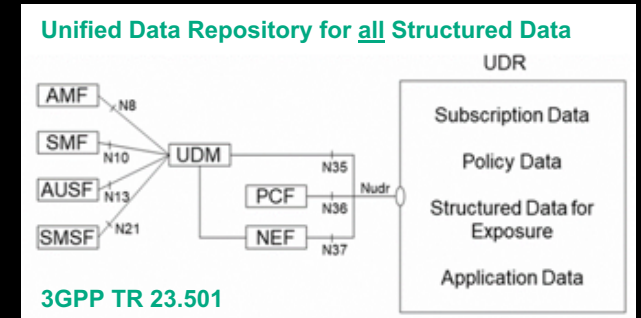 Unified Data Repository for all Structured Data
UDR
AMF
N8
SMF
N10
UDM
AUSF
N13
SMSF
N21
N35
PCF
N36
Nudr
NEF
N37
Subscription Data
Policy Data
Structured Data for
Exposure
Application Data
3GPP TR 23.501